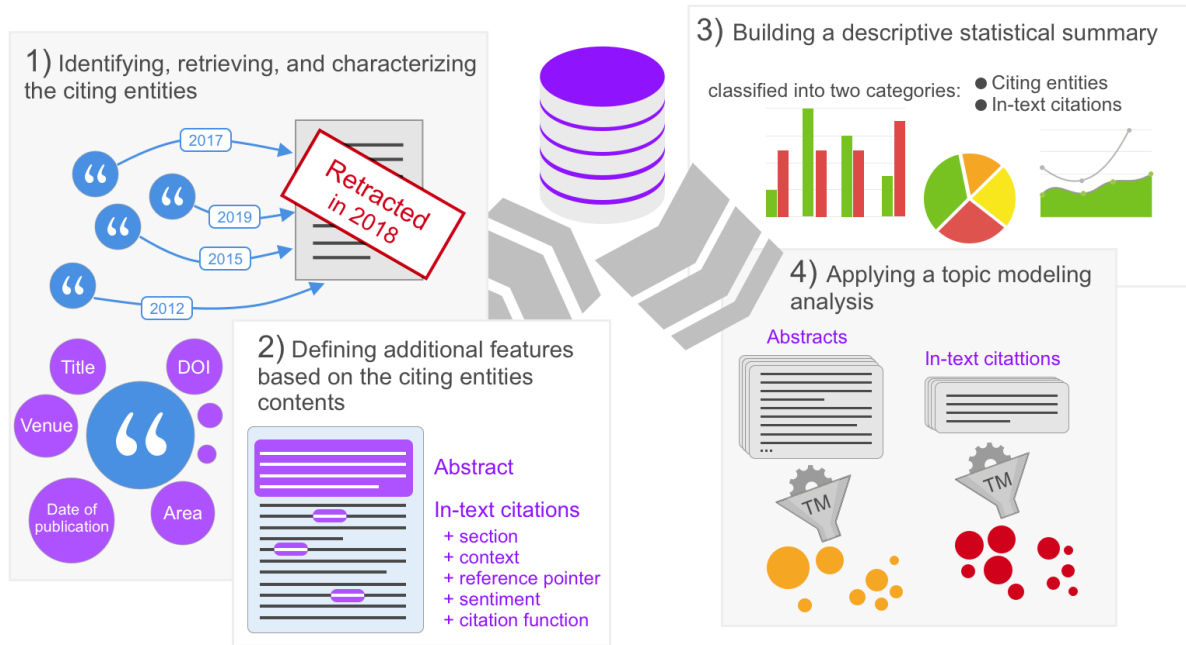 1) Identifying, retrieving, and characterizing
the citing entities
2017
2019
2015
2012
Retracted
in 2018
Title
DOI
Venue
Date of
publication
Area
2) Defining additional features
based on the citing entities
contents
Abstract
In-text citations
+ section
+ context
+ reference pointer
+ sentiment
+ citation function
3) Building a descriptive statistical summary
classified into two categories:
Citing entities
In-text citations
4) Applying a topic modeling
analysis
Abstracts
...
TM
In-text citattions
TM